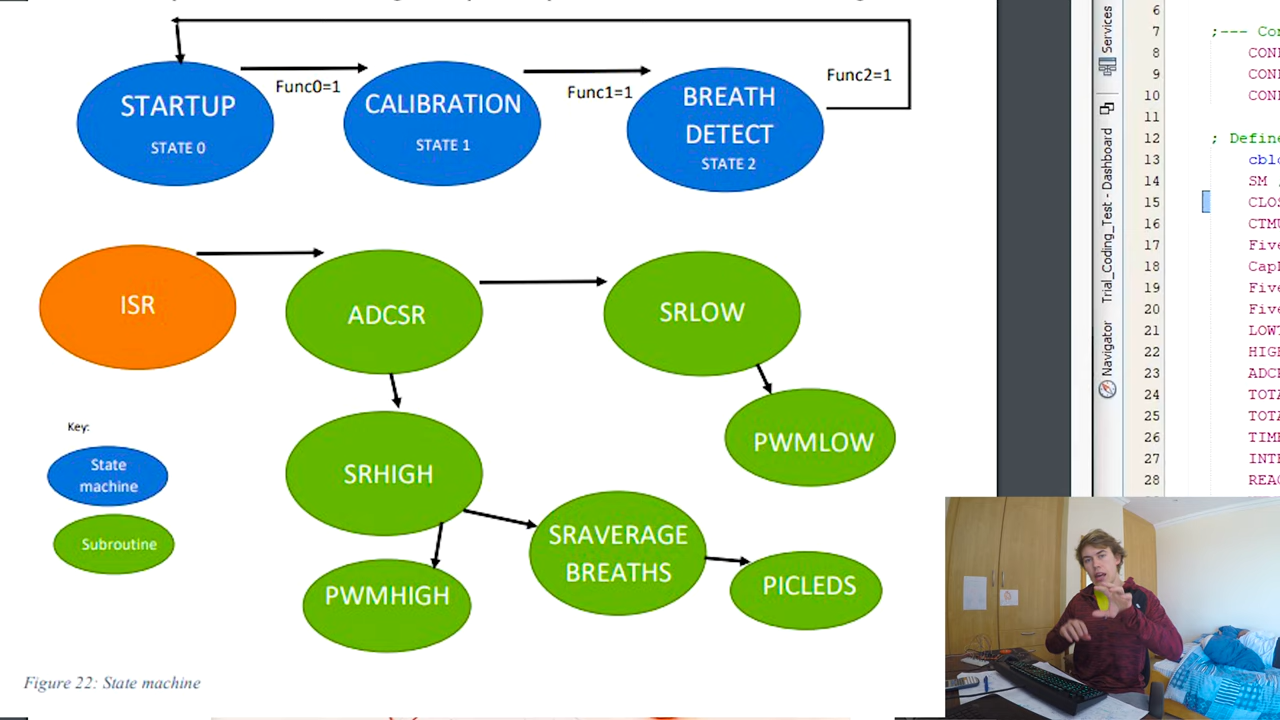 Func2=1
STARTUP
STATE 0
Func0=1
CALIBRATION
STATE 1
Func1=1
BREATH
DETECT
STATE 2
ISR
ADCSR
SRLOW
PWMLOW
SRHIGH
SRAVERAGE
BREATHS
PWMHIGH
PICLEDS
Key:
State
machine
Subroutine
Figure 22: State machine
Services
Trial_Coding_Test - Dashboard
Navigator
6
7 ;---
8
9
10
11
12 ;
13
14 SM
15
16
17
18
19
20
21
22
23
24
25
26
27
28